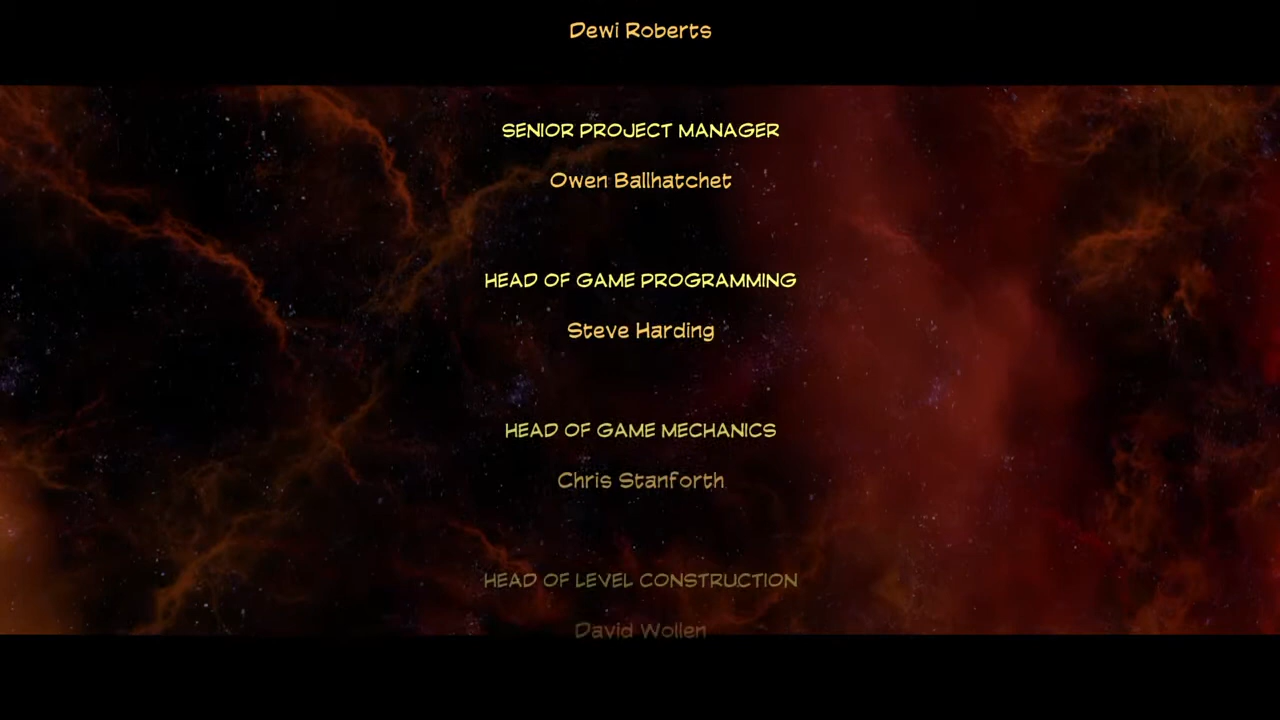 Dewi Roberts
SENIOR PROJECT MANAGER
Owen Ballhatchet
HEAD OF GAME PROGRAMMING
Steve Harding
HEAD OF GAME MECHANICS
Chris Stanforth
HEAD OF LEVEL CONSTRUCTION
David Wollen